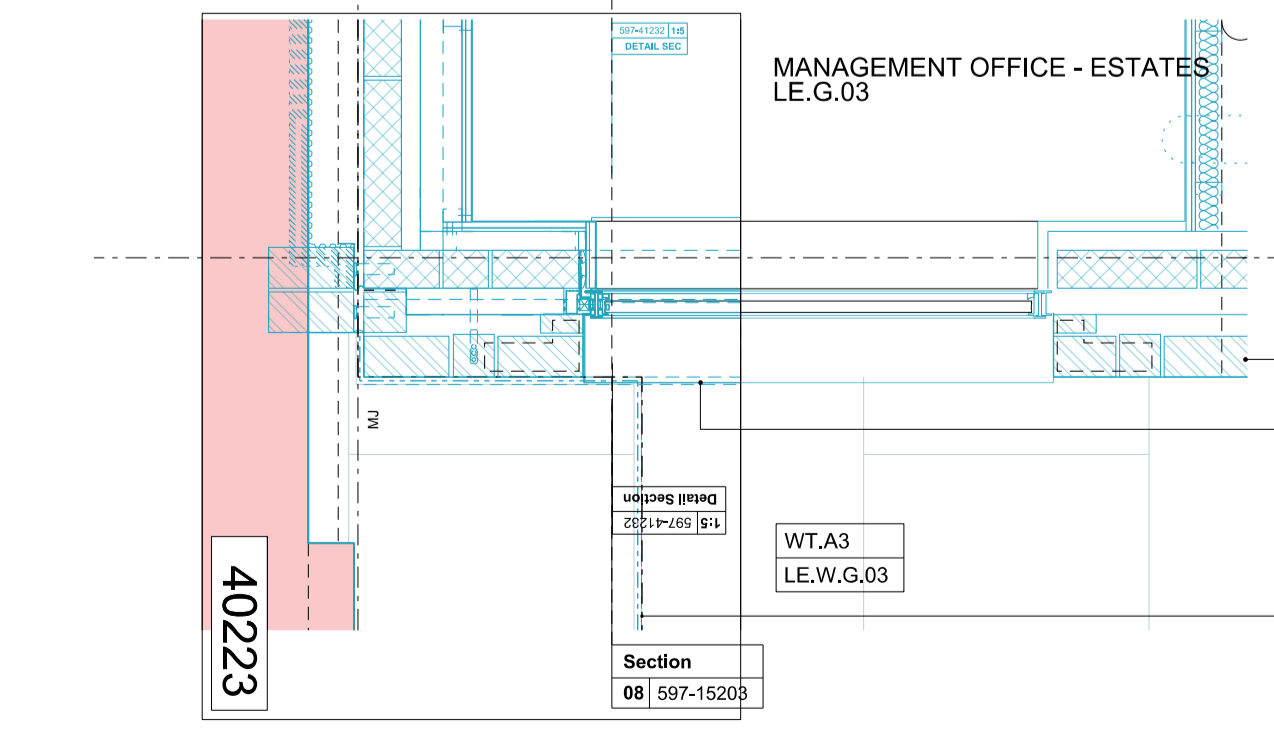 597-41232 1:5
DETAIL SEC
MANAGEMENT OFFICE - ESTATES
LE.G.03
MJ
Detail Section
1:5 597-41232
WT.A3
LE.W.G.03
40223
Section
08 597-15203